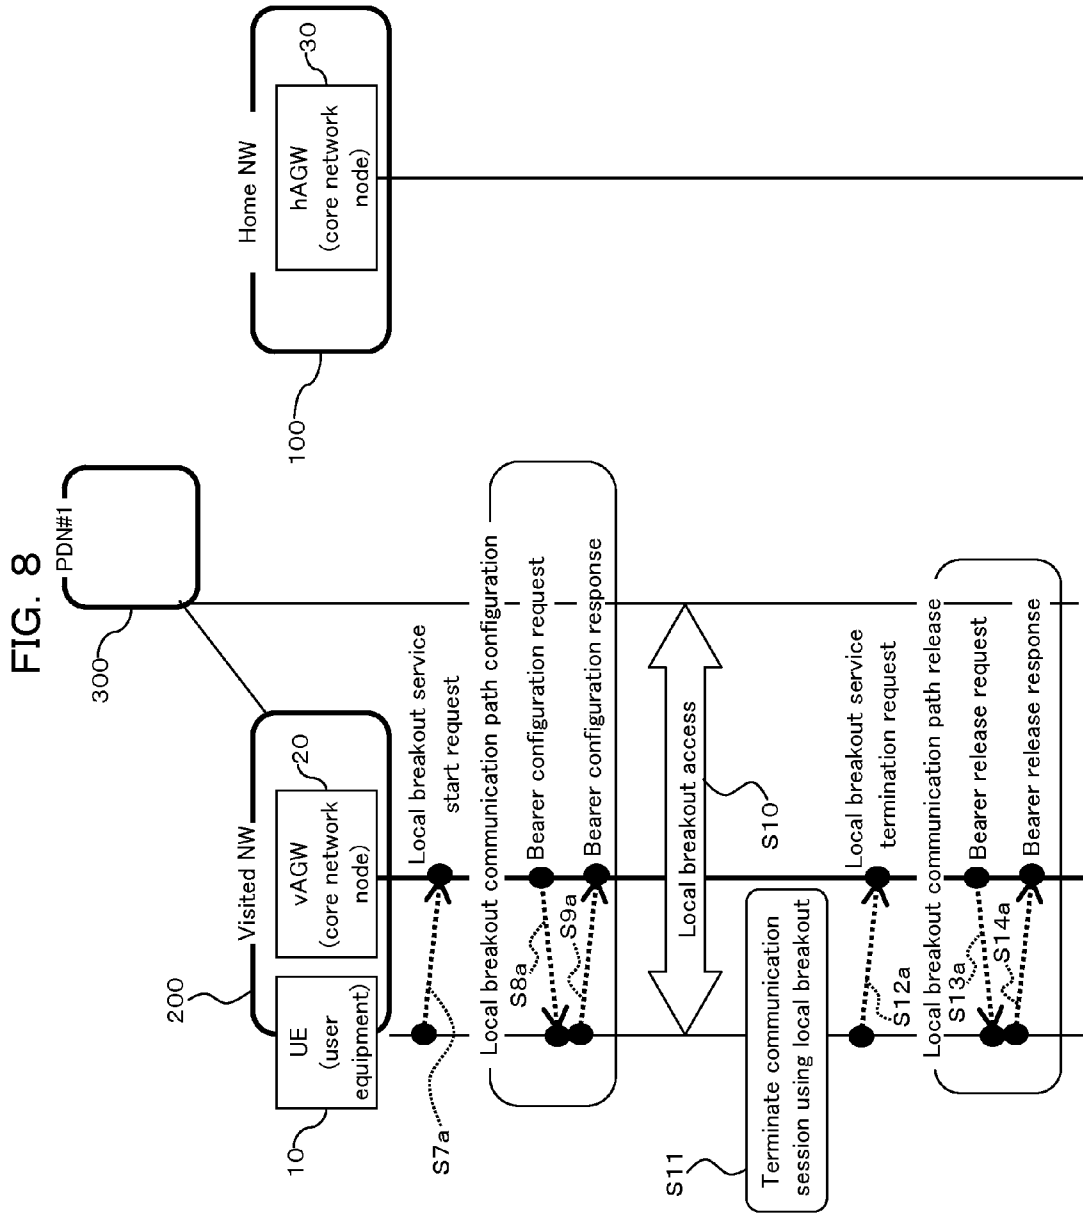 FIG. 8
300
PDN#1
200
Visited NW
10
UE
(user
equipment)
20
vAGW
(core network
node)
100
Home NW
30
hAGW
(core network
node)
S7a
Local breakout service
start request
Local breakout communication path configuration
S8a
Bearer configuration request
S9a
Bearer configuration response
Local breakout access
S10
S11
Terminate communication
session using local breakout
S12a
Local breakout service
termination request
Local breakout communication path release
S13a
Bearer release request
S14a
Bearer release response